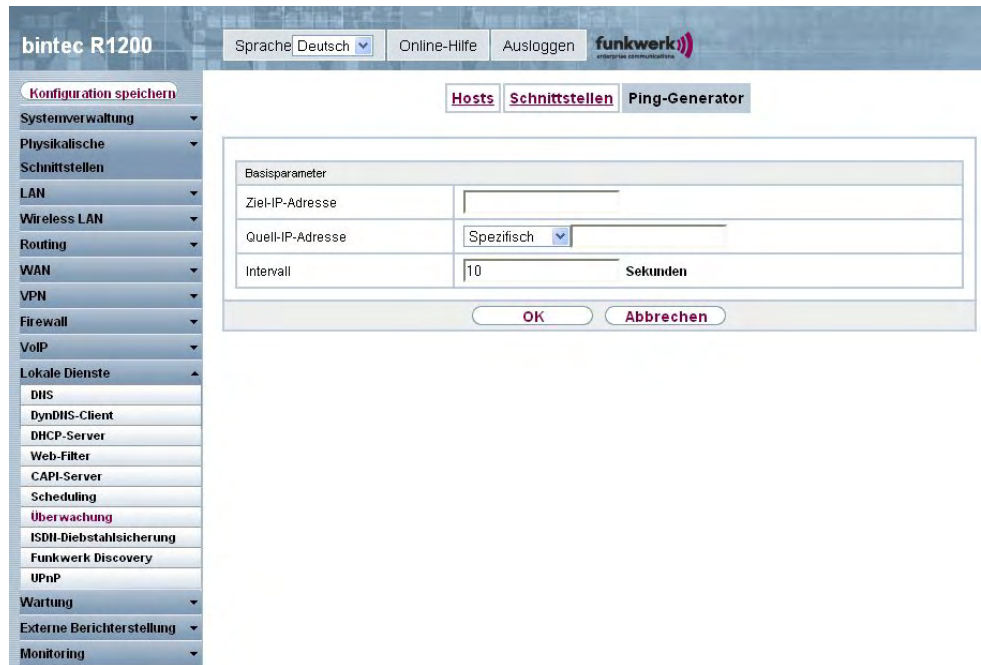 bintec R1200
Sprache Deutsch
Online-Hilfe
Ausloggen
funkwerk
enterprise communications
Konfiguration speichern
Systemverwaltung
Physikalische
Schnittstellen
LAN
Wireless LAN
Routing
WAN
VPN
Firewall
VoIP
Lokale Dienste
DNS
DynDNS-Client
DHCP-Server
Web-Filter
CAPI-Server
Scheduling
Überwachung
ISDN-Diebstahlsicherung
Funkwerk Discovery
UPnP
Wartung
Externe Berichterstellung
Monitoring
Hosts Schnittstellen Ping-Generator
Basisparameter
Ziel-IP-Adresse
Quell-IP-Adresse Spezifisch
Intervall 10 Sekunden
OK Abbrechen